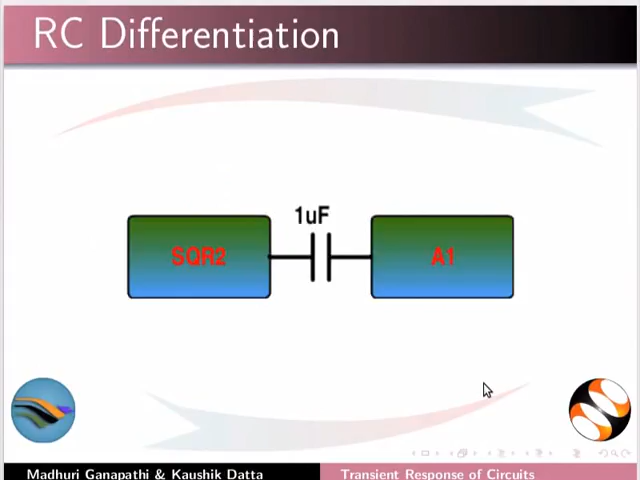 RC Differentiation
1uF
SQR2
A1
Madhuri Ganapathi & Kaushik Datta
Transient Response of Circuits